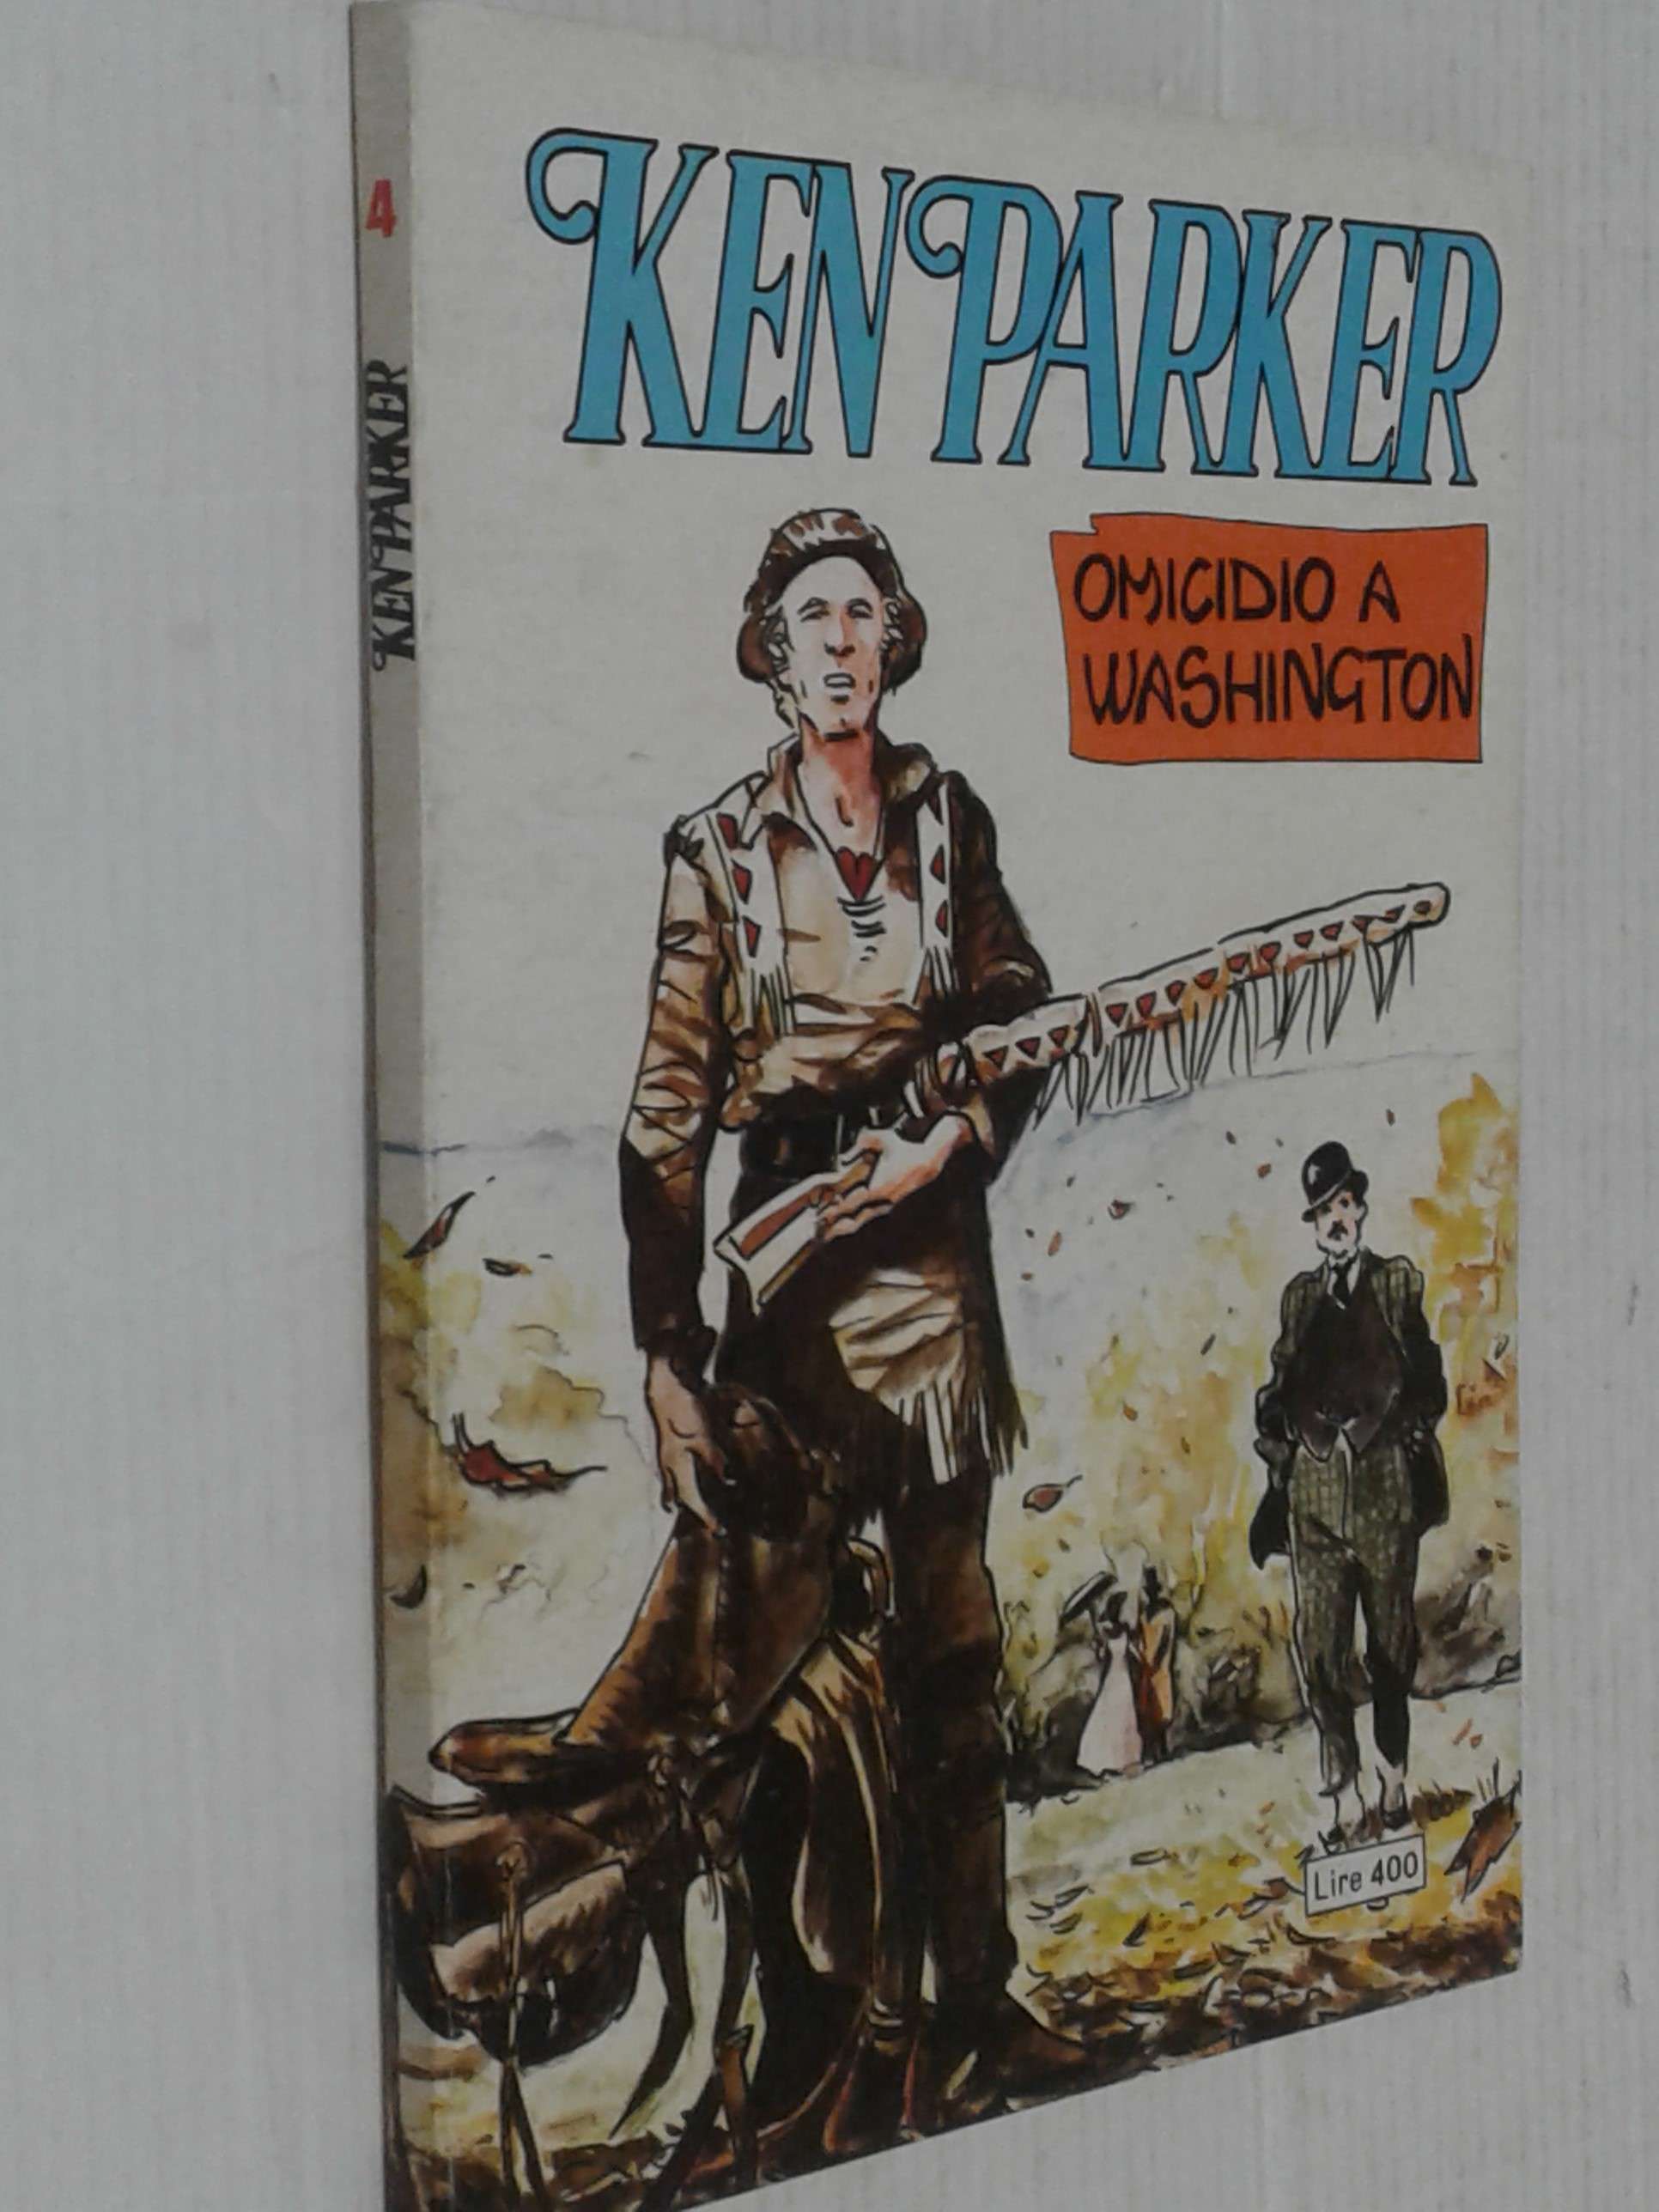 4
KEN PARKER
KEN PARKER
OMICIDIO A
WASHINGTON
Lire 400